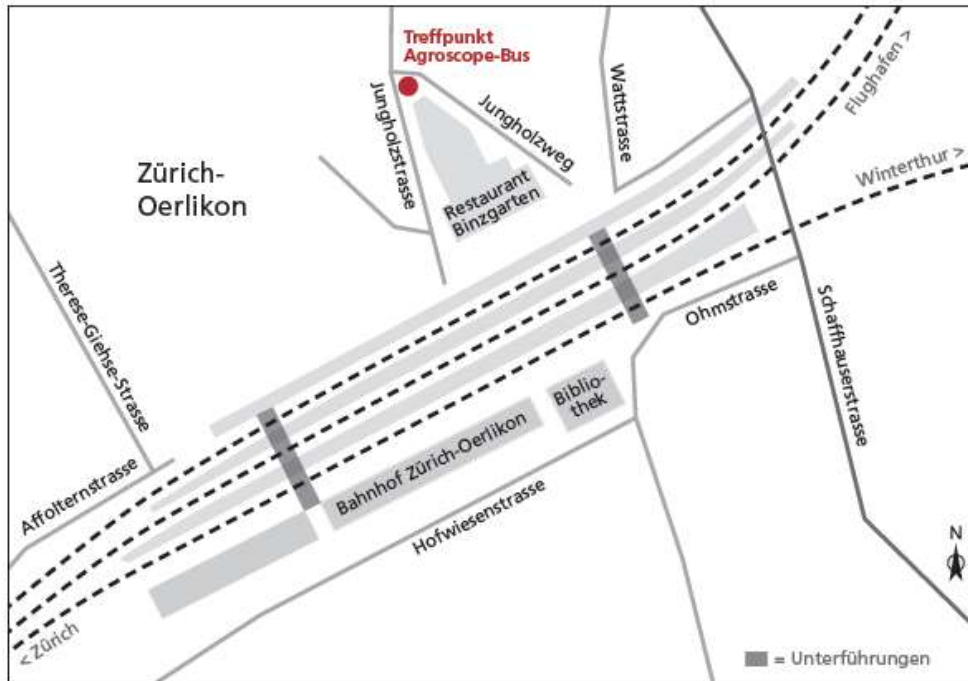 Treffpunkt
Agroscope-Bus
Flughafen >
Wattstrasse
Jungholzstrasse
Jungholzweg
Winterthur >
Zürich-
Oerlikon
Restaurant
Binzgarten
Therese-Giehse-Strasse
Ohmstrasse
Schaffhauserstrasse
Biblio-
thek
Bahnhof Zürich-Oerlikon
Affolternstrasse
Hofwiesenstrasse
N
< Zürich
= Unterführungen